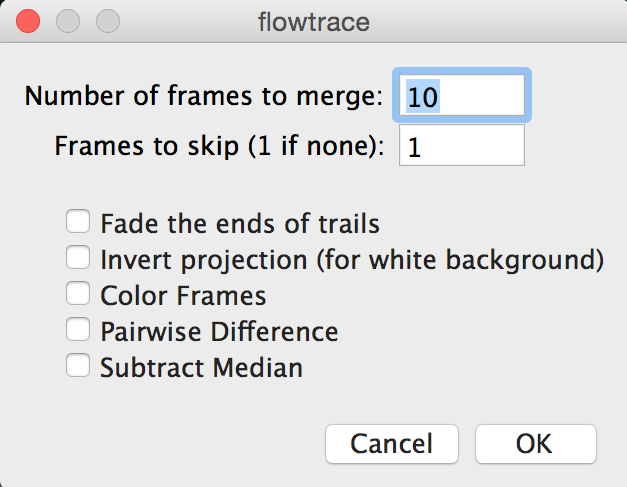 flowtrace
Number of frames to merge: 10
Frames to skip (1 if none): 1
Fade the ends of trails
Invert projection (for white background)
Color Frames
Pairwise Difference
Subtract Median
Cancel OK